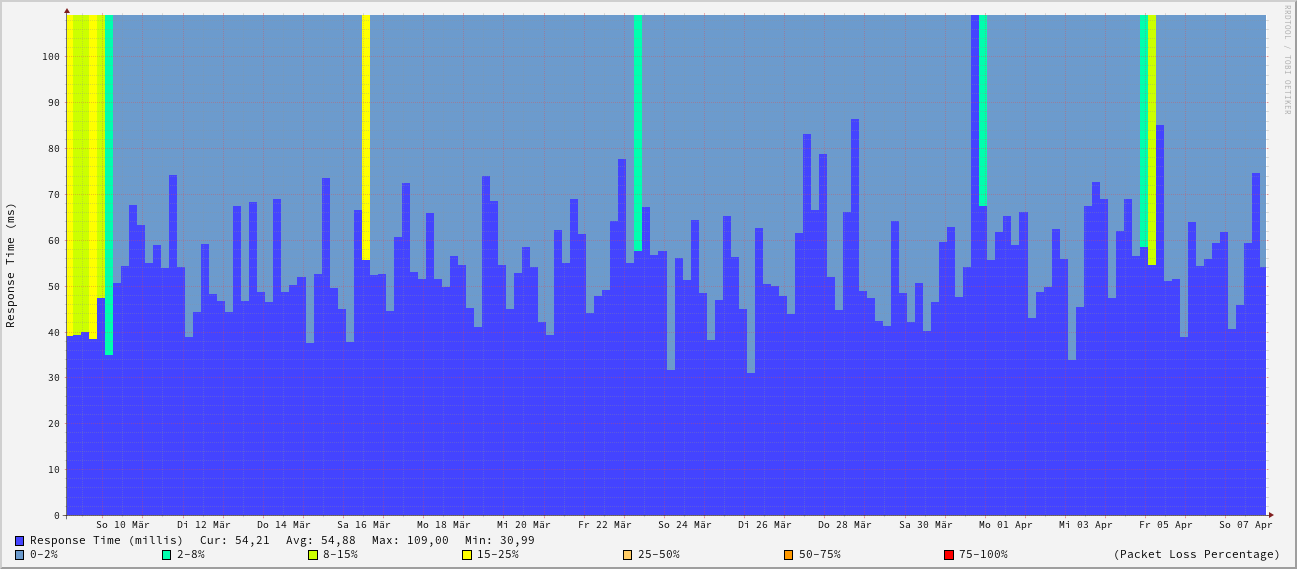 RRDTOOL / TOBI OETIKER
Response Time (ms)
100
90
80
70
60
50
40
30
20
10
0
So 10 Mär Di 12 Mär Do 14 Mär Sa 16 Mär Mo 18 Mär Mi 20 Mär Fr 22 Mär So 24 Mär Di 26 Mär Do 28 Mär Sa 30 Mär Mo 01 Apr Mi 03 Apr Fr 05 Apr So 07 Apr
Response Time (millis) Cur: 54,21 Avg: 54,88 Max: 109,00 Min: 30,99
0-2% 2-8% 8-15% 15-25% 25-50% 50-75% 75-100% (Packet Loss Percentage)